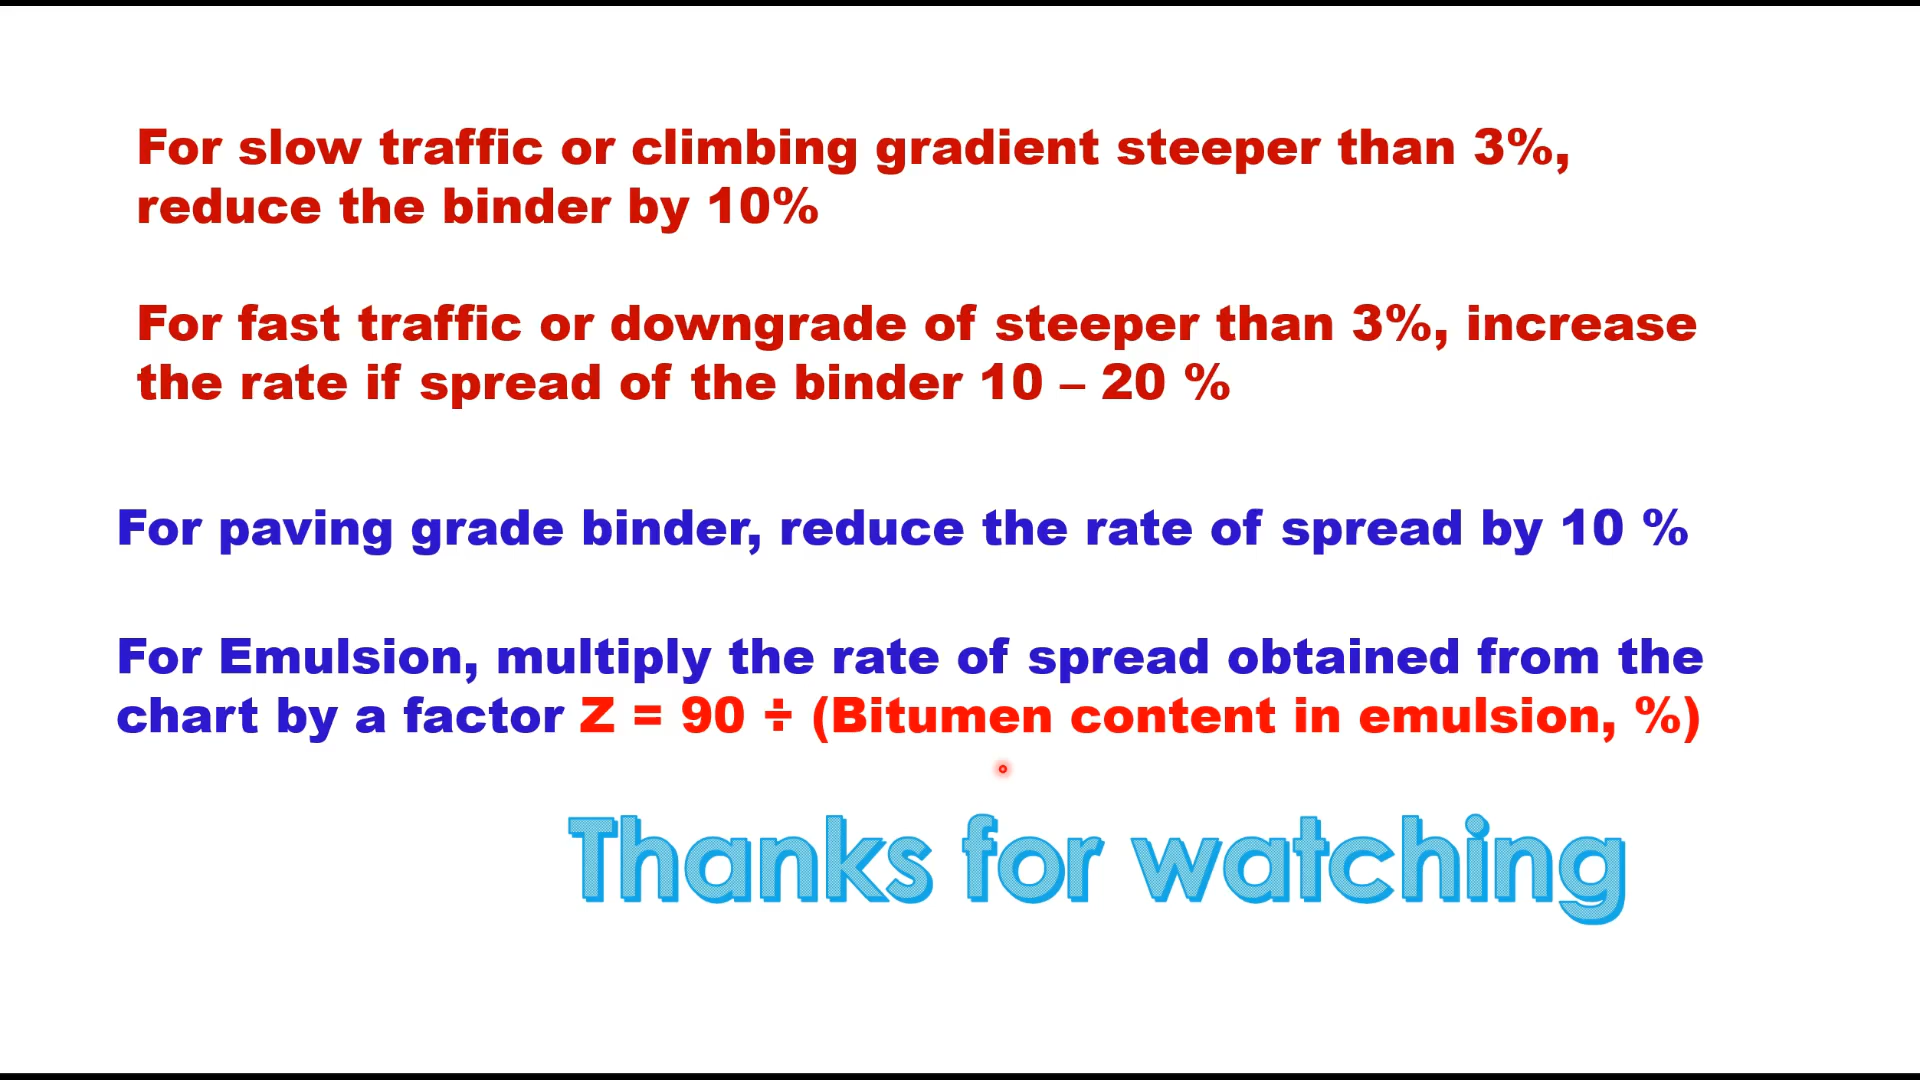 For slow traffic or climbing gradient steeper than 3%,
reduce the binder by 10%
For fast traffic or downgrade of steeper than 3%, increase
the rate if spread of the binder 10 – 20 %
For paving grade binder, reduce the rate of spread by 10 %
For Emulsion, multiply the rate of spread obtained from the
chart by a factor Z = 90 ÷ (Bitumen content in emulsion, %)
Thanks for watching